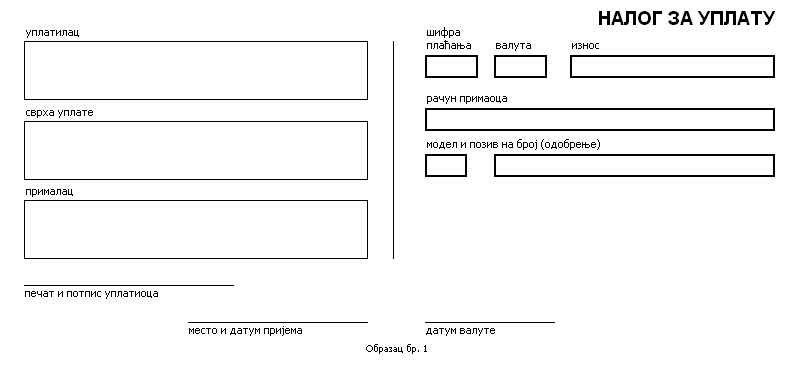 НАЛОГ ЗА УПЛАТУ
уплатилац
сврха уплате
прималац
печат и потпис уплатиоца
место и датум пријема
шифра
плаћања
валута
износ
рачун примаоца
модел и позив на број (одобрење)
датум валуте
Образац бр. 1